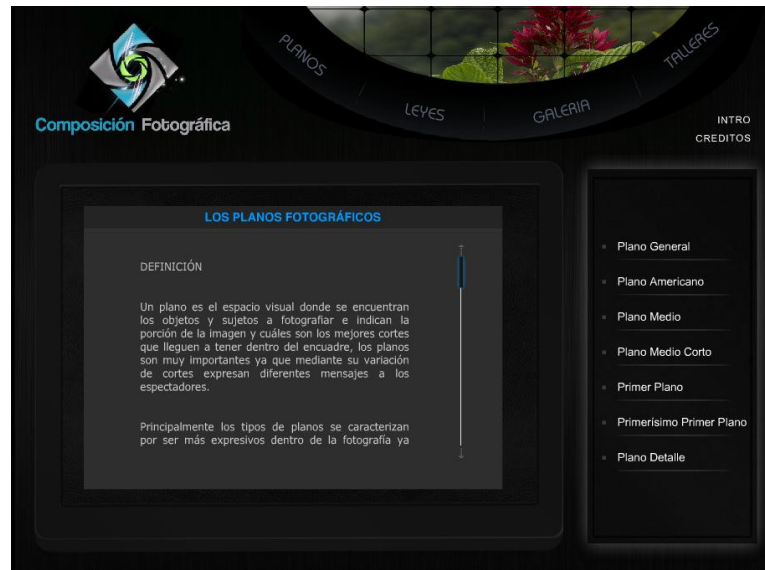 PLANOS
LEYES
GALERIA
TALLERES
Composición Fotográfica
INTRO
CREDITOS
LOS PLANOS FOTOGRÁFICOS
DEFINICIÓN
Un plano es el espacio visual donde se encuentran
los objetos y sujetos a fotografiar e indican la
porción de la imagen y cuáles son los mejores cortes
que lleguen a tener dentro del encuadre, los planos
son muy importantes ya que mediante su variación
de cortes expresan diferentes mensajes a los
espectadores.
Principalmente los tipos de planos se caracterizan
por ser más expresivos dentro de la fotografía ya
Plano General
Plano Americano
Plano Medio
Plano Medio Corto
Primer Plano
Primerísimo Primer Plano
Plano Detalle